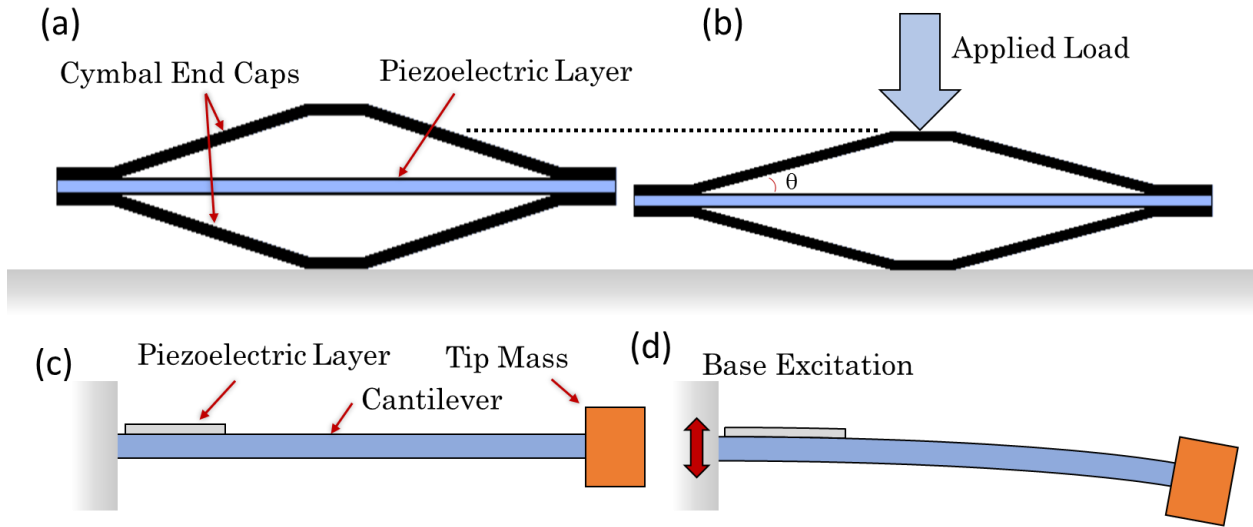 (a)
Cymbal End Caps
Piezoelectric Layer
(b)
Applied Load
θ
(c)
Piezoelectric Layer
Tip Mass
Cantilever
(d)
Base Excitation